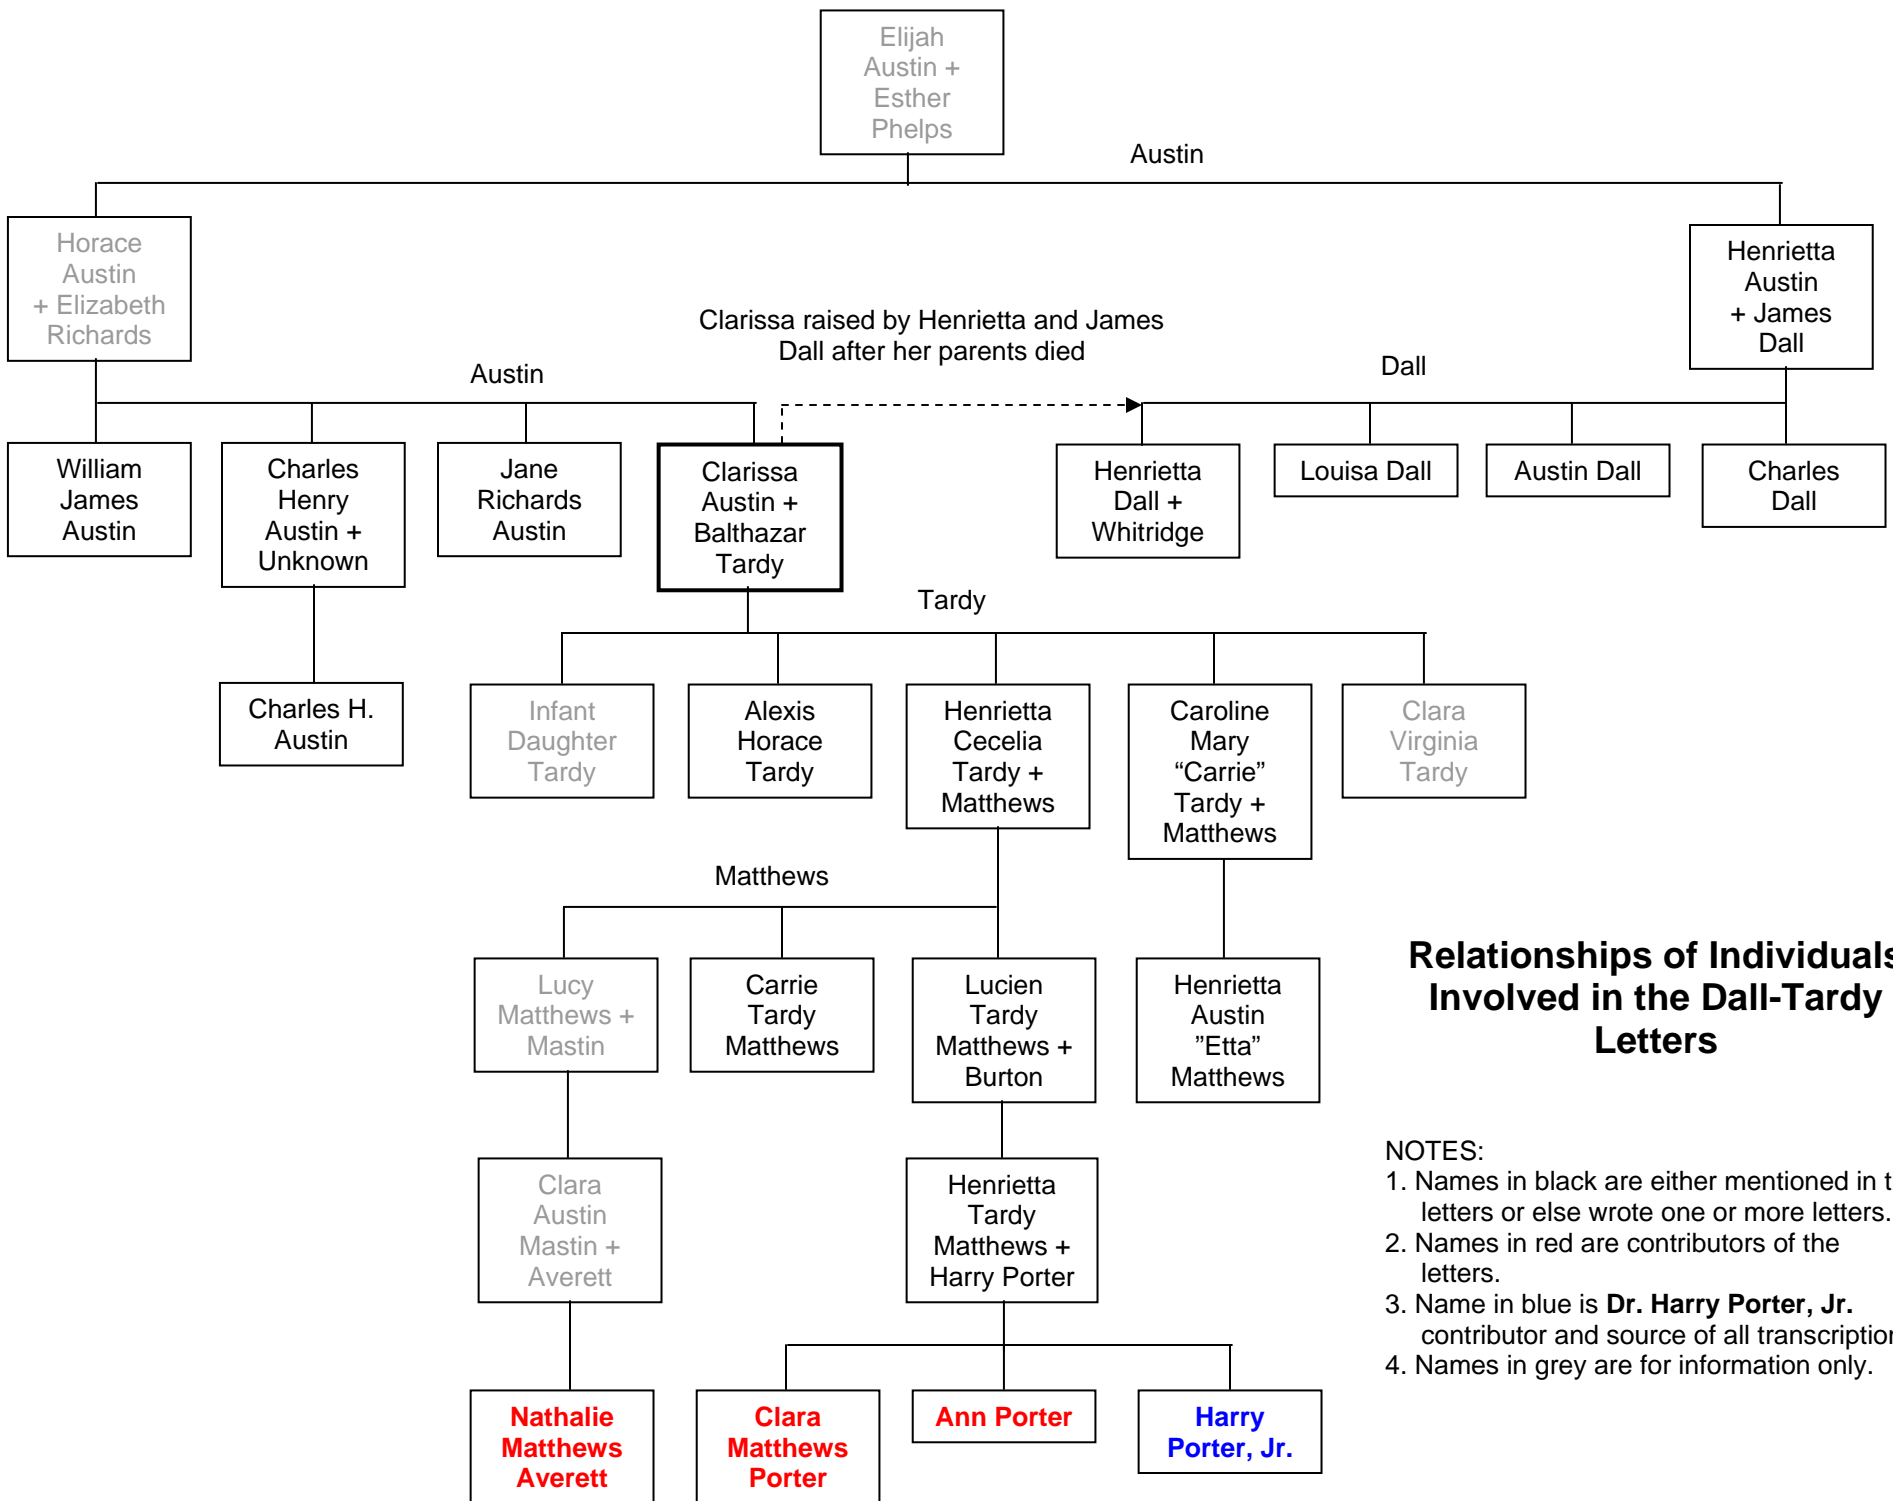 Elijah
Austin +
Esther
Phelps
Austin
Horace
Austin
+ Elizabeth
Richards
Henrietta
Austin
+ James
Dall
Clarissa raised by Henrietta and James
Dall after her parents died
Austin
Dall
William
James
Austin
Charles
Henry
Austin +
Unknown
Jane
Richards
Austin
Clarissa
Austin +
Balthazar
Tardy
Henrietta
Dall +
Whitridge
Louisa Dall
Austin Dall
Charles
Dall
Tardy
Charles H.
Austin
Infant
Daughter
Tardy
Alexis
Horace
Tardy
Henrietta
Cecelia
Tardy +
Matthews
Caroline
Mary
“Carrie”
Tardy +
Matthews
Clara
Virginia
Tardy
Matthews
Lucy
Matthews +
Mastin
Carrie
Tardy
Matthews
Lucien
Tardy
Matthews +
Burton
Henrietta
Austin
”Etta”
Matthews
Relationships of Individuals
Involved in the Dall-Tardy
Letters
Clara
Austin
Mastin +
Averett
Henrietta
Tardy
Matthews +
Harry Porter
NOTES:
1. Names in black are either mentioned in t
letters or else wrote one or more letters.
2. Names in red are contributors of the
letters.
3. Name in blue is Dr. Harry Porter, Jr.
contributor and source of all transcription
4. Names in grey are for information only.
Nathalie
Matthews
Averett
Clara
Matthews
Porter
Ann Porter
Harry
Porter, Jr.